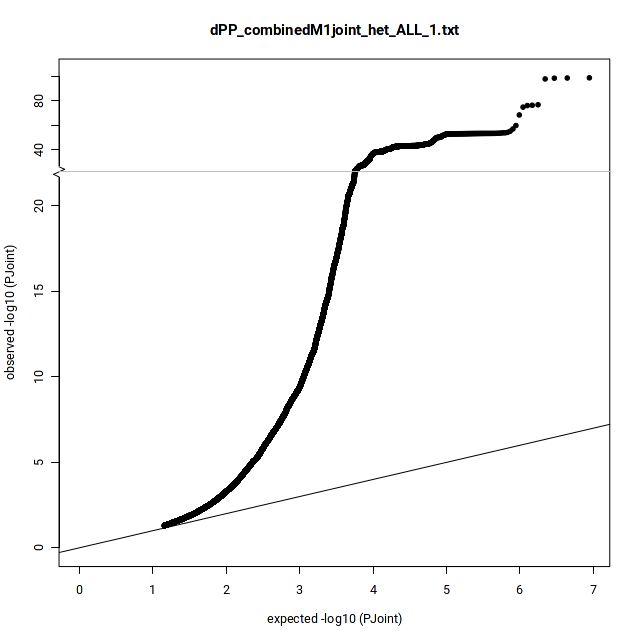 dPP_combinedM1joint_het_ALL_1.txt
80
40
20
15
10
5
0
observed -log10 (PJoint)
0 1 2 3 4 5 6 7
expected -log10 (PJoint)